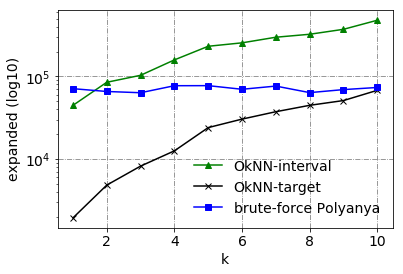 expanded (log10)
10^5
10^4
OkNN-interval
OkNN-target
brute-force Polyanya
2 4 6 8 10
k